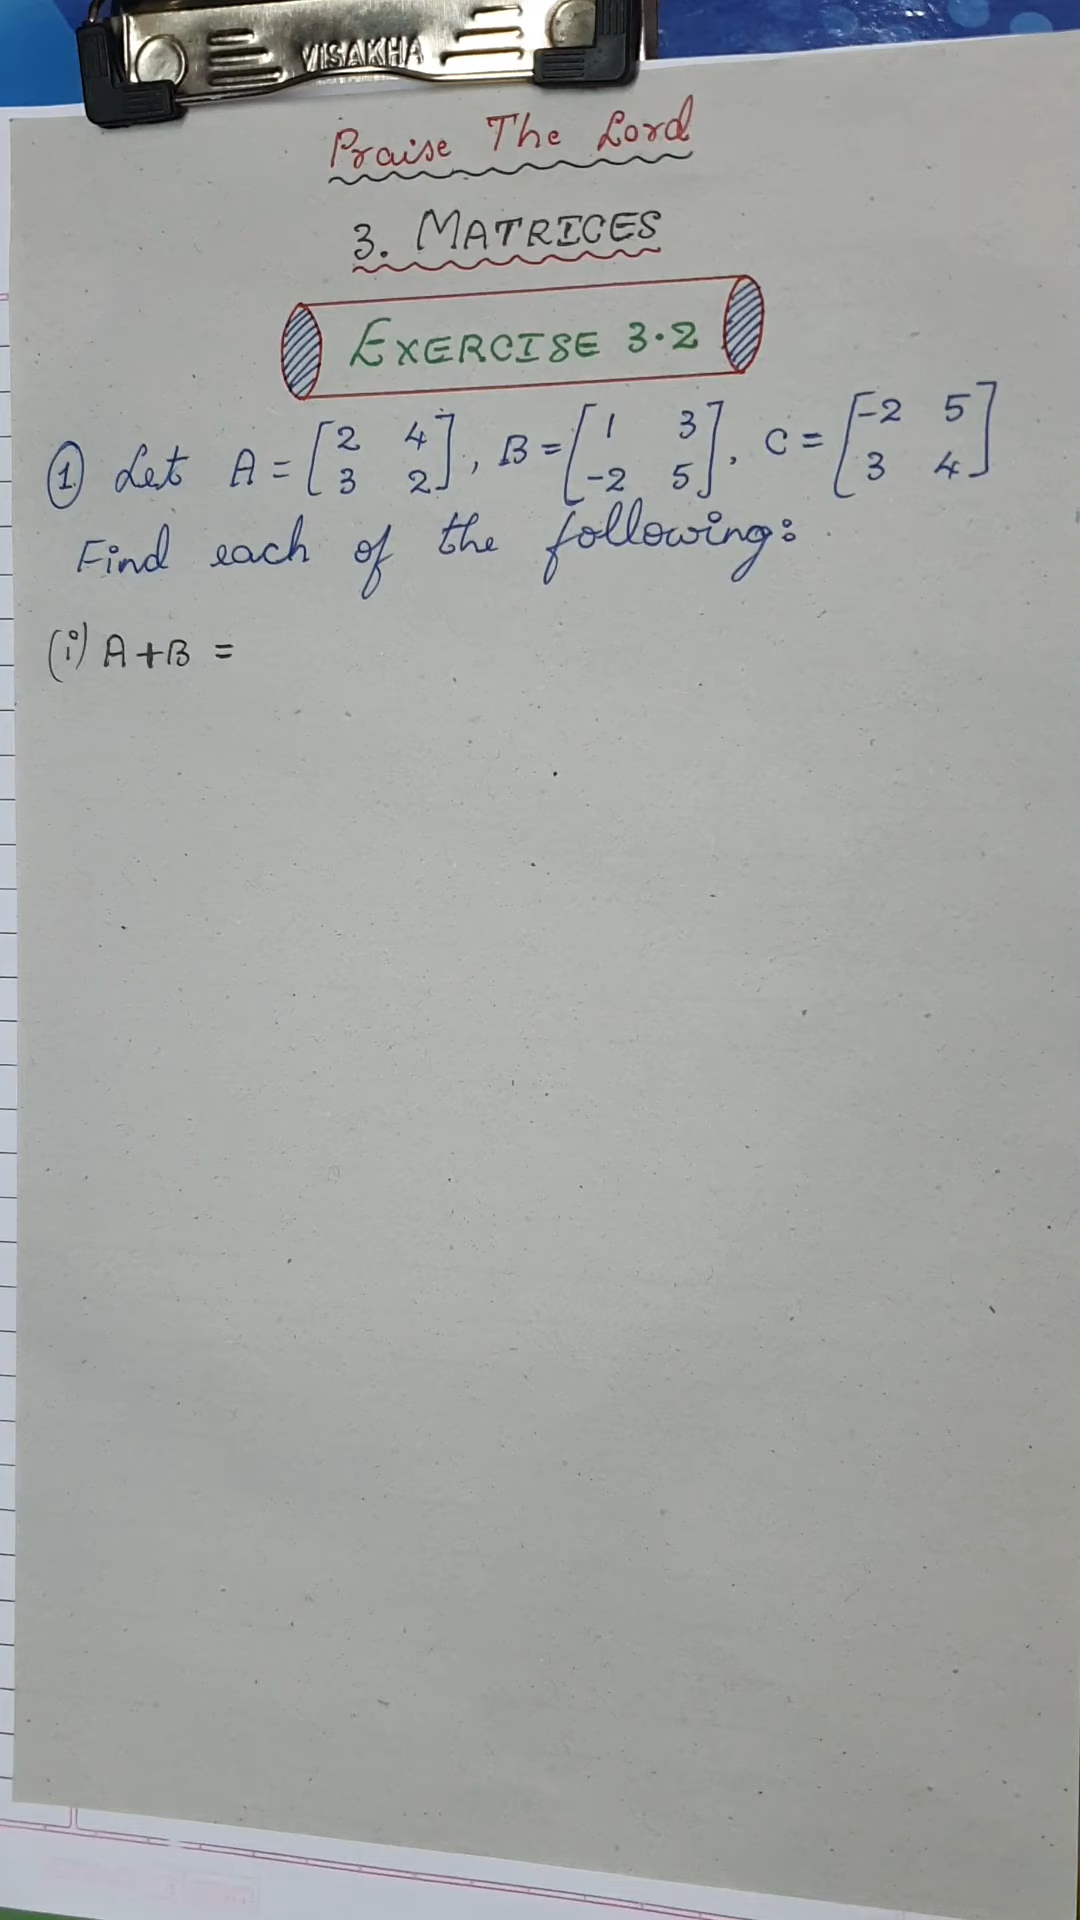 VISAKHA
Praise The Lord
3. MATRICES
EXERCISE 3.2
① Let A = [2 4 3 2], B = [1 3 -2 5], C = [-2 5 3 4]
Find each of the following:
(i) A+B =